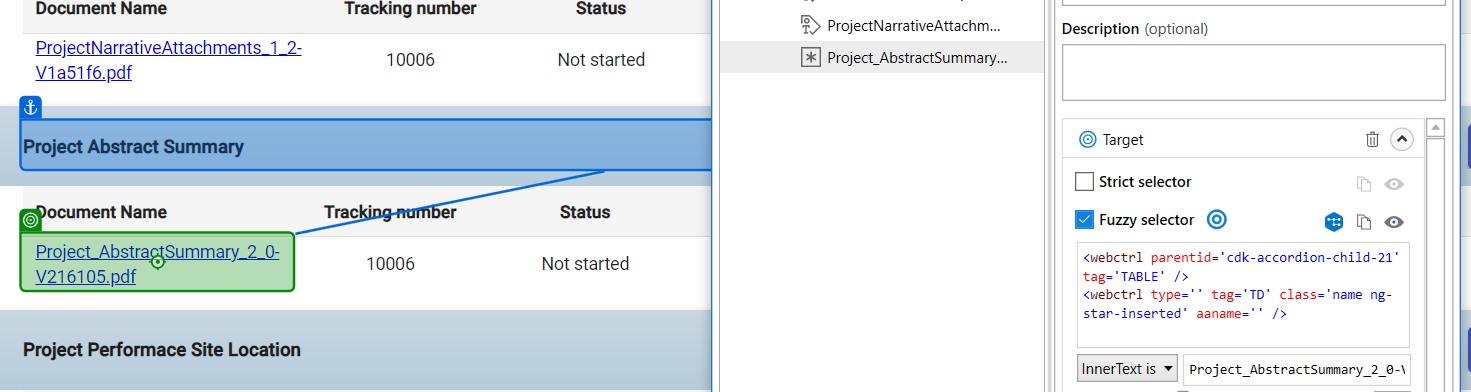 Document Name Tracking number Status
ProjectNarrativeAttachments_1_2-
V1a51f6.pdf
10006 Not started
Project Abstract Summary
Document Name Tracking number Status
Project_AbstractSummary_2_0-
V216105.pdf
10006 Not started
Project Performace Site Location
ProjectNarrativeAttachm...
Project_AbstractSummary...
Description (optional)
Target
Strict selector
Fuzzy selector
<webctrl parentid='cdk-accordion-child-21'
tag='TABLE' />
<webctrl type='' tag='TD' class='name ng-
star-inserted' aaname='' />
InnerText is
Project_AbstractSummary_2_0-